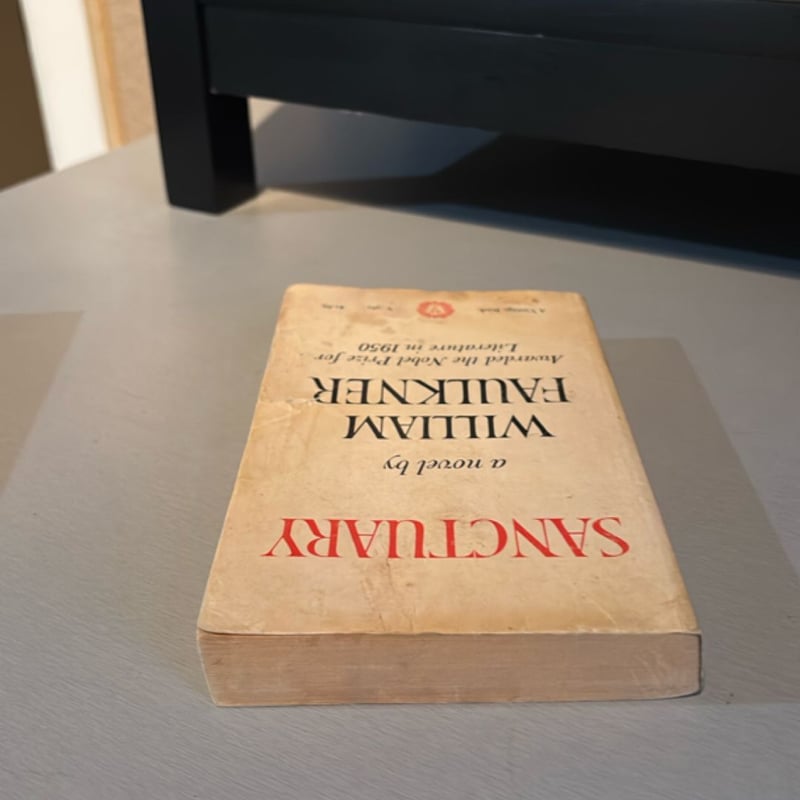 SANCTUARY
a novel by
WILLIAM
FAULKNER
Awarded the Nobel Prize for
Literature in 1950
A Vintage Book